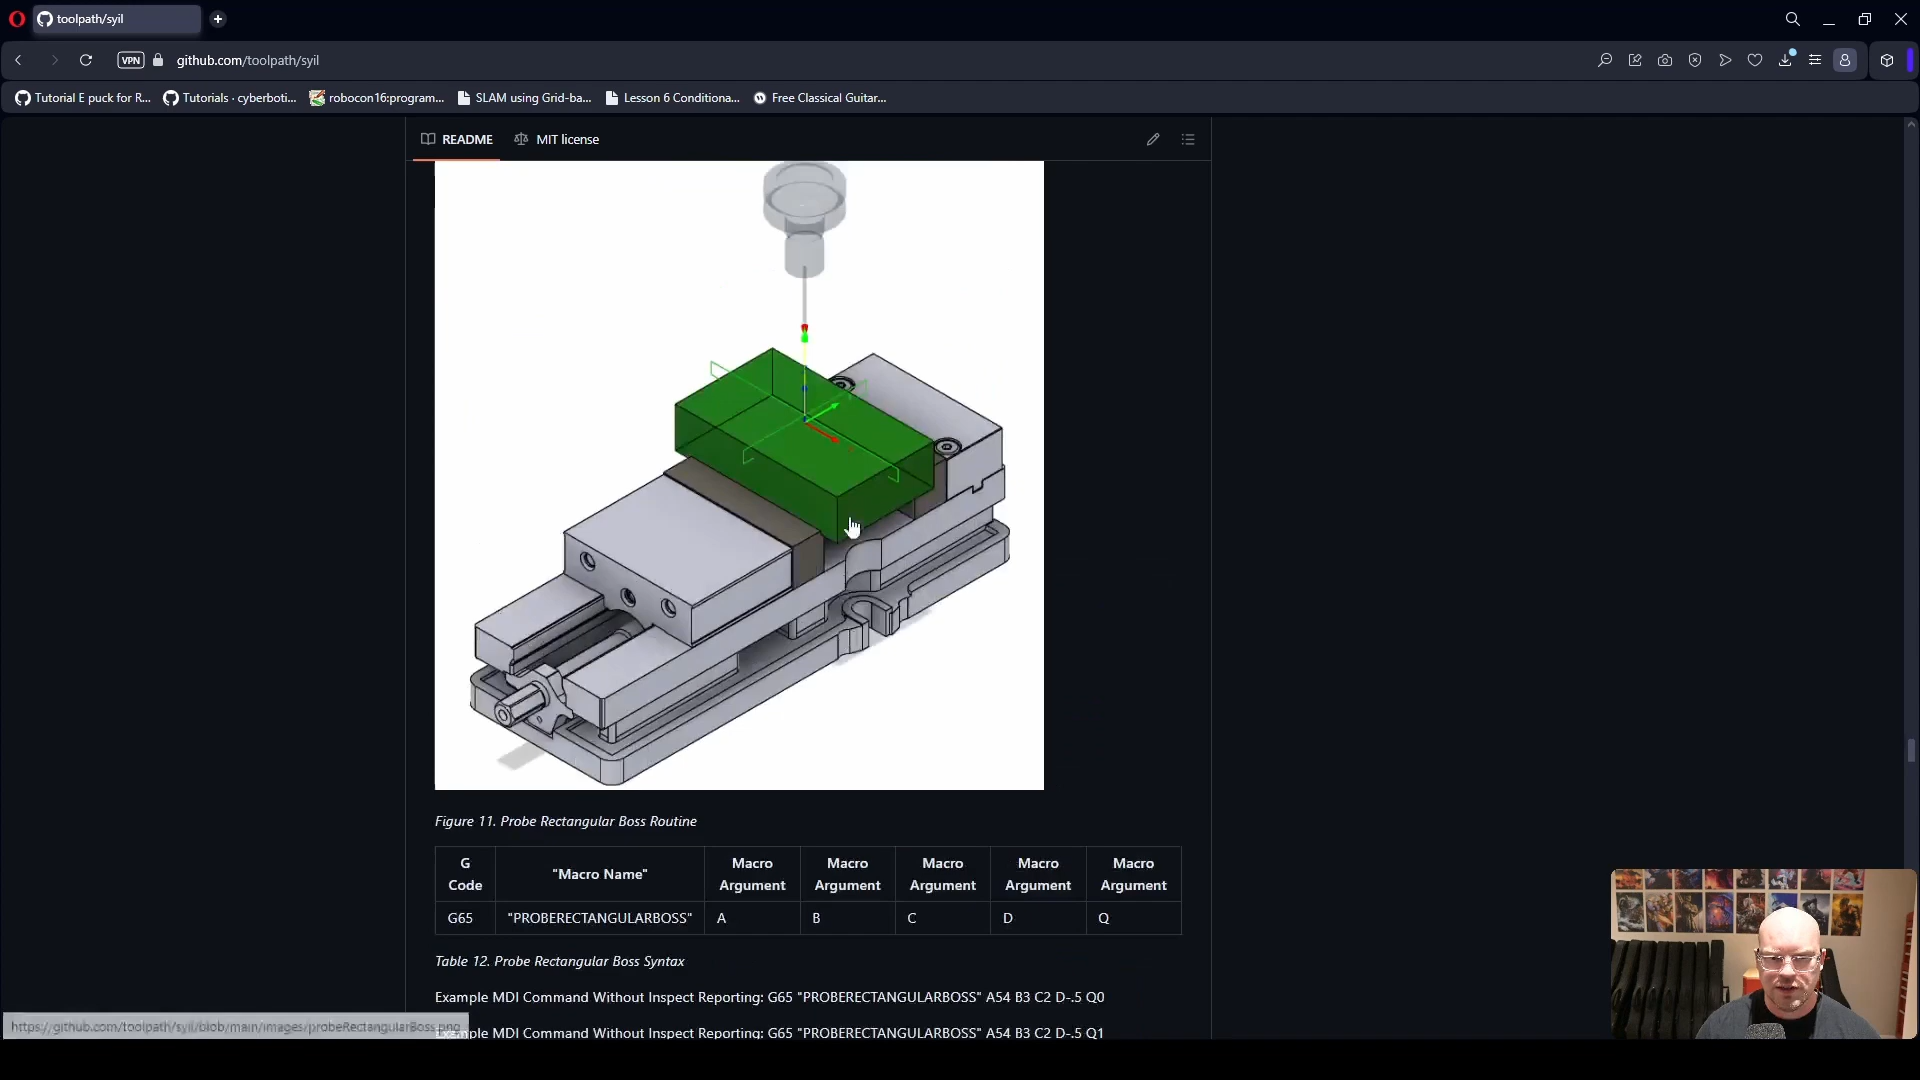 toolpath/syil
VPN
github.com/toolpath/syil
Tutorial E puck for R...
Tutorials · cyberboti...
robocon16:program...
SLAM using Grid-ba...
Lesson 6 Conditiona...
Free Classical Guitar...
README
MIT license
Figure 11. Probe Rectangular Boss Routine
G Code "Macro Name" Macro Argument Macro Argument Macro Argument Macro Argument Macro Argument
G65 "PROBERECTANGULARBOSS" A B C D Q
Table 12. Probe Rectangular Boss Syntax
Example MDI Command Without Inspect Reporting: G65 "PROBERECTANGULARBOSS" A54 B3 C2 D-.5 Q0
Example MDI Command Without Inspect Reporting: G65 "PROBERECTANGULARBOSS" A54 B3 C2 D-.5 Q1
https://github.com/toolpath/syil/blob/main/images/probeRectangularBoss.png